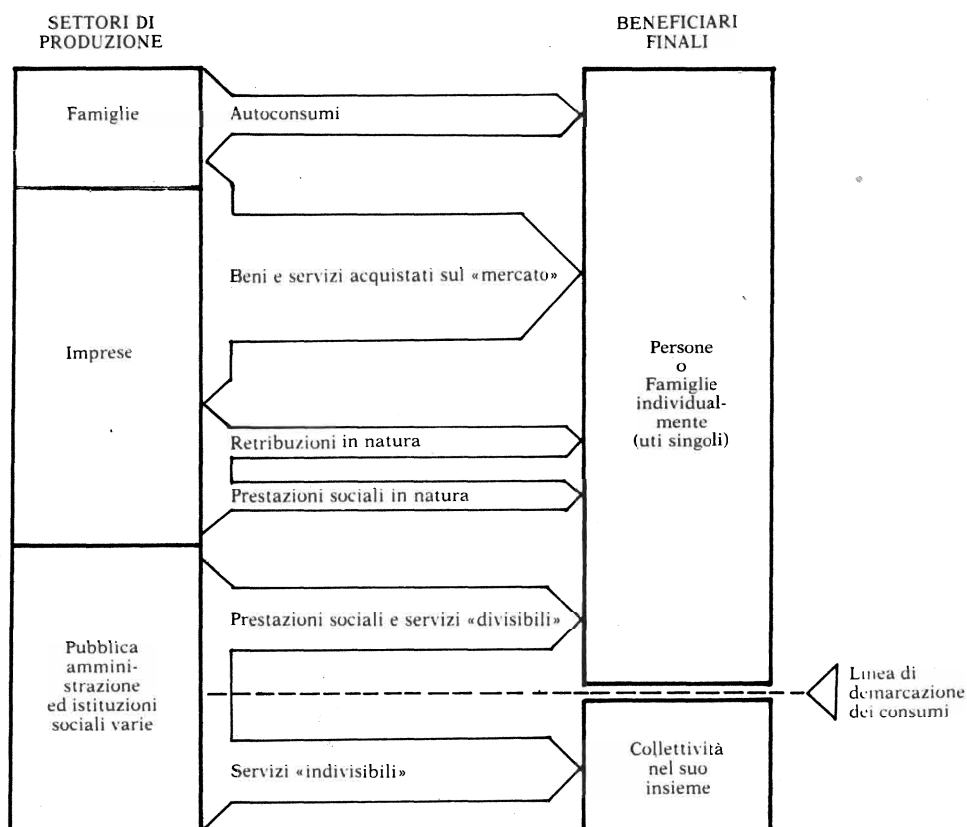 SETTORI DI
PRODUZIONE
BENEFICIARI
FINALI
Famiglie
Autoconsumi
Beni e servizi acquistati sul «mercato»
Imprese
Persone
o
Famiglie
individual-
mente
(uti singoli)
Retribuzioni in natura
Prestazioni sociali in natura
Prestazioni sociali e servizi «divisibili»
Pubblica
ammini-
strazione
ed istituzioni
sociali varie
Linea di
demarcazione
dei consumi
Servizi «indivisibili»
Collettività
nel suo
insieme